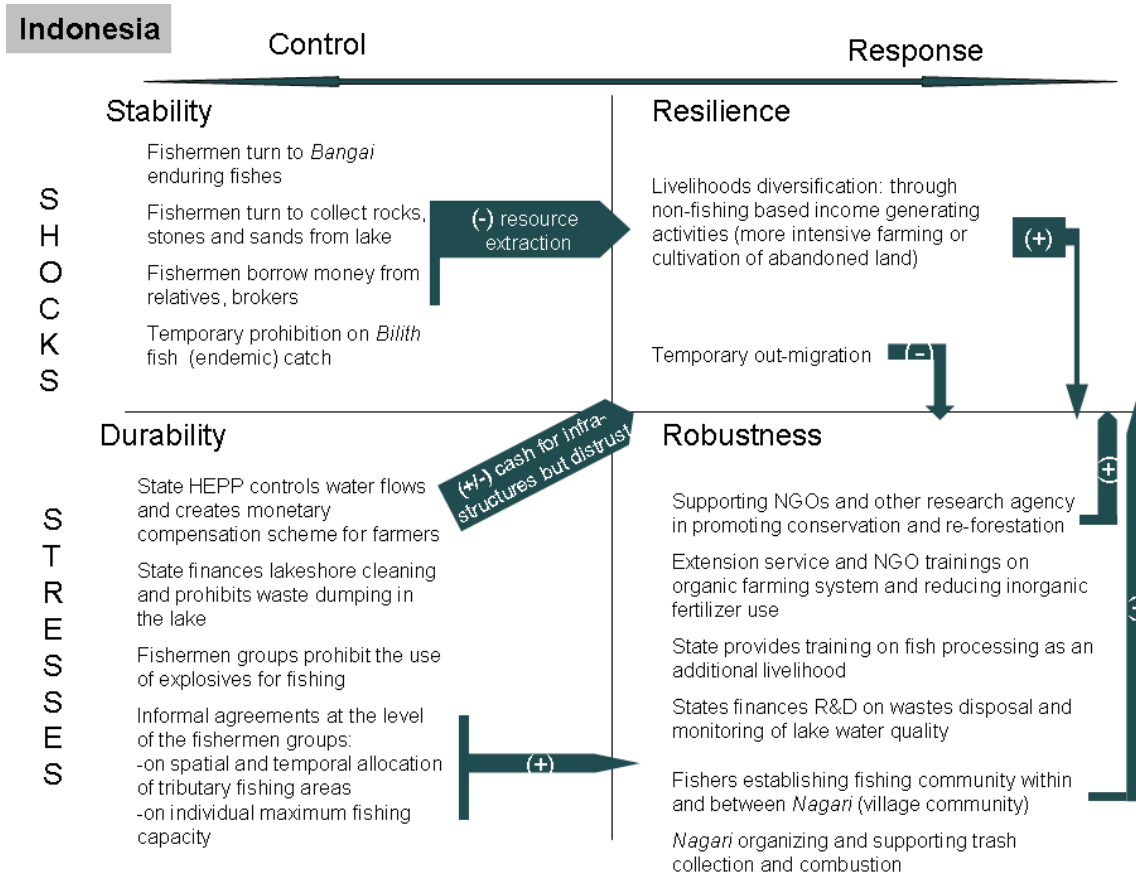 Indonesia
Control
Response
SHOCKS
Stability
Fishermen turn to Bangai
enduring fishes
Fishermen turn to collect rocks,
stones and sands from lake
Fishermen borrow money from
relatives, brokers
Temporary prohibition on Bilith
fish (endemic) catch
(-) resource
extraction
Resilience
Livelihoods diversification: through
non-fishing based income generating
activities (more intensive farming or
cultivation of abandoned land)
(+)
Temporary out-migration
(-)
STRESSES
Durability
State HEPP controls water flows
and creates monetary
compensation scheme for farmers
State finances lakeshore cleaning
and prohibits waste dumping in
the lake
Fishermen groups prohibit the use
of explosives for fishing
Informal agreements at the level
of the fishermen groups:
-on spatial and temporal allocation
of tributary fishing areas
-on individual maximum fishing
capacity
(+/-) cash for infra-
structures but distrust
(+)
Robustness
Supporting NGOs and other research agency
in promoting conservation and re-forestation
(+)
Extension service and NGO trainings on
organic farming system and reducing inorganic
fertilizer use
State provides training on fish processing as an
additional livelihood
States finances R&D on wastes disposal and
monitoring of lake water quality
Fishers establishing fishing community within
and between Nagari (village community)
Nagari organizing and supporting trash
collection and combustion